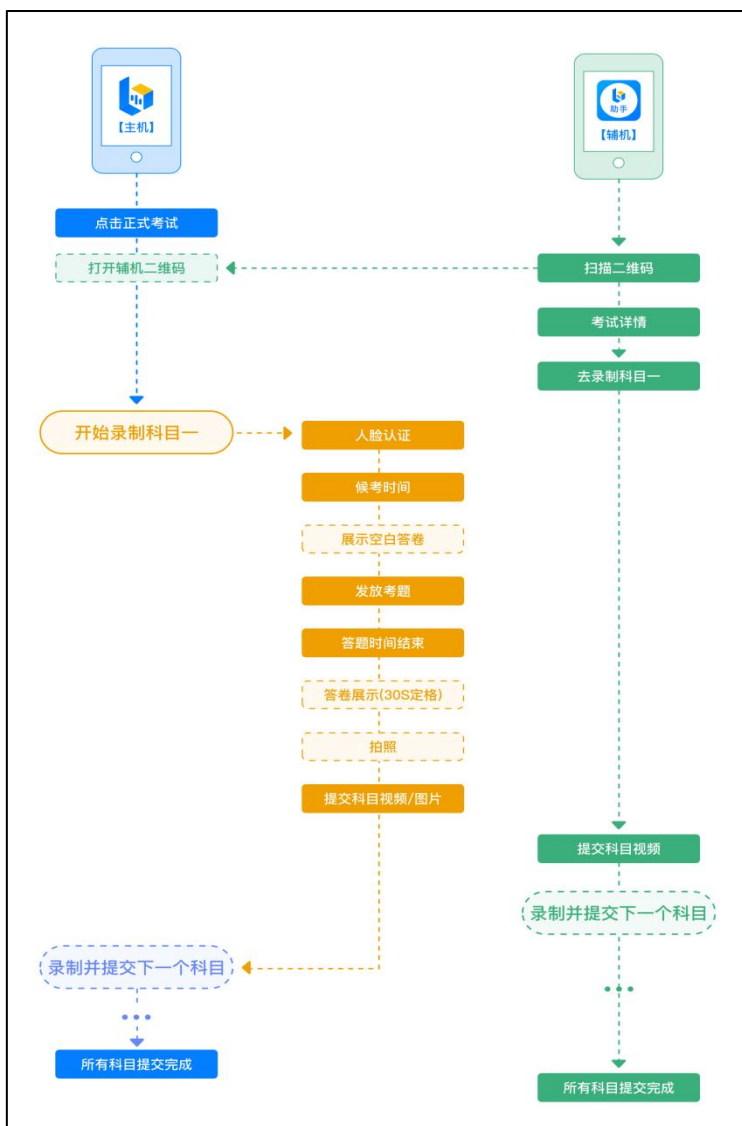 【主机】
助手
【辅机】
点击正式考试
打开辅机二维码
扫描二维码
考试详情
去录制科目一
开始录制科目一
人脸认证
候考时间
展示空白答卷
发放考题
答题时间结束
答卷展示(30S定格)
拍照
提交科目视频/图片
提交科目视频
录制并提交下一个科目
录制并提交下一个科目
所有科目提交完成
所有科目提交完成